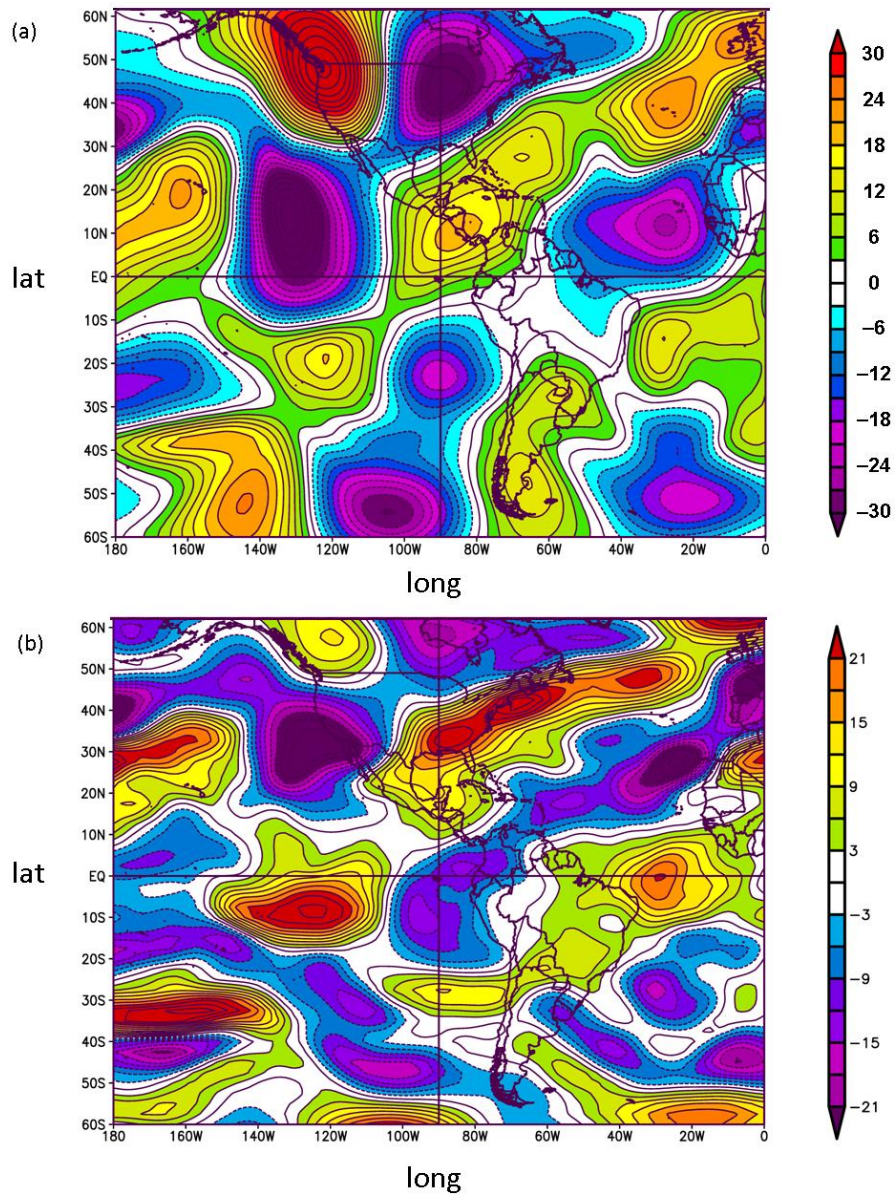 (a)
60N
50N
40N
30N
20N
10N
EQ
10S
20S
30S
40S
50S
60S
lat
180 160W 140W 120W 100W 80W 60W 40W 20W 0
long
30
24
18
12
6
0
−6
−12
−18
−24
−30
(b)
60N
50N
40N
30N
20N
10N
EQ
10S
20S
30S
40S
50S
60S
lat
180 160W 140W 120W 100W 80W 60W 40W 20W 0
long
21
15
9
3
−3
−9
−15
−21